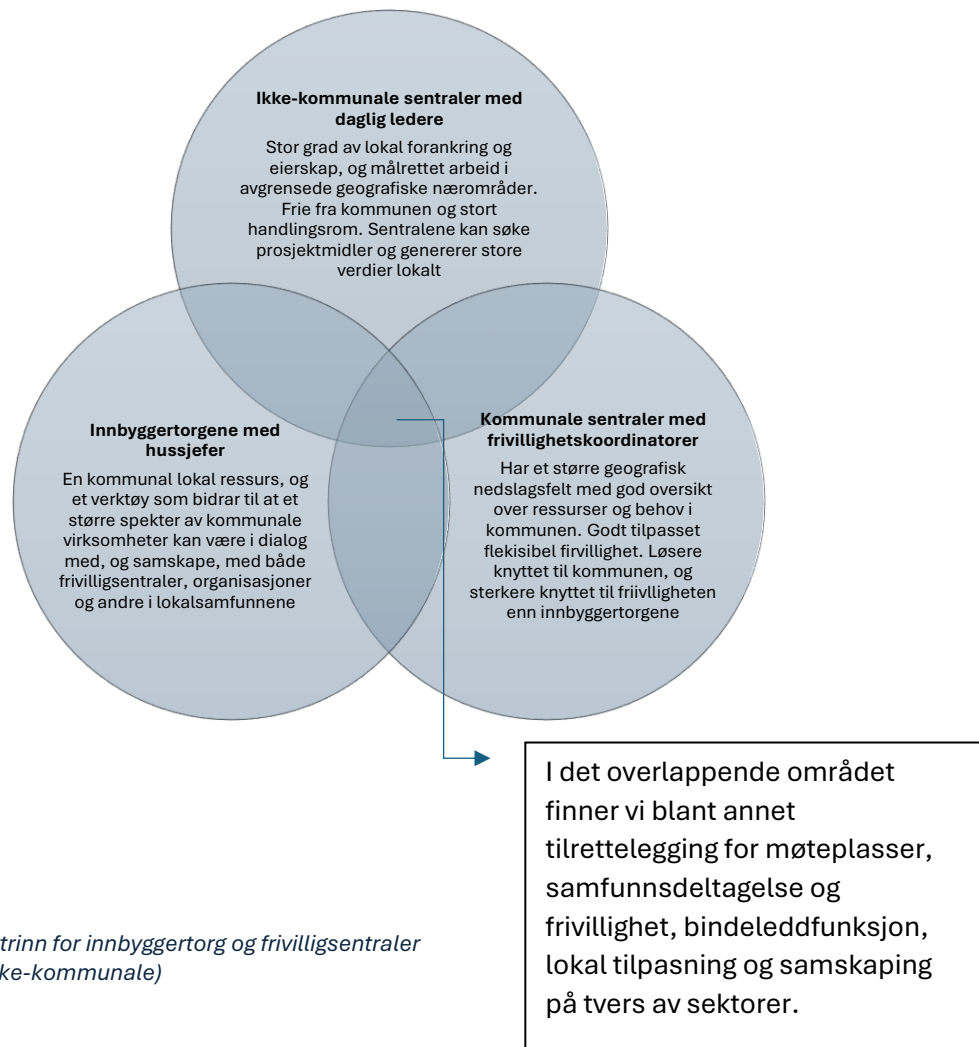 Ikke-kommunale sentraler med
daglig ledere
Stor grad av lokal forankring og
eierskap, og målrettet arbeid i
avgrensede geografiske nærområder.
Frie fra kommunen og stort
handlingsrom. Sentralene kan søke
prosjektmidler og genererer store
verdier lokalt
Innbyggertorgene med
hussjefer
En kommunal lokal ressurs, og
et verktøy som bidrar til at et
større spekter av kommunale
virksomheter kan være i dialog
med, og samskape, med både
frivilligsentraler, organisasjoner
og andre i lokalsamfunnene
Kommunale sentraler med
frivillighetskoordinatorer
Har et større geografisk
nedslagsfelt med god oversikt
over ressurser og behov i
kommunen. Godt tilpasset
flekisibel firvillighet. Løsere
knyttet til kommunen, og
sterkere knyttet til friivlligheten
enn innbyggertorgene
I det overlappende området
finner vi blant annet
tilrettelegging for møteplasser,
samfunnsdeltagelse og
frivillighet, bindeleddfunksjon,
lokal tilpasning og samskaping
på tvers av sektorer.
trinn for innbyggertorg og frivilligsentraler
ke-kommunale)